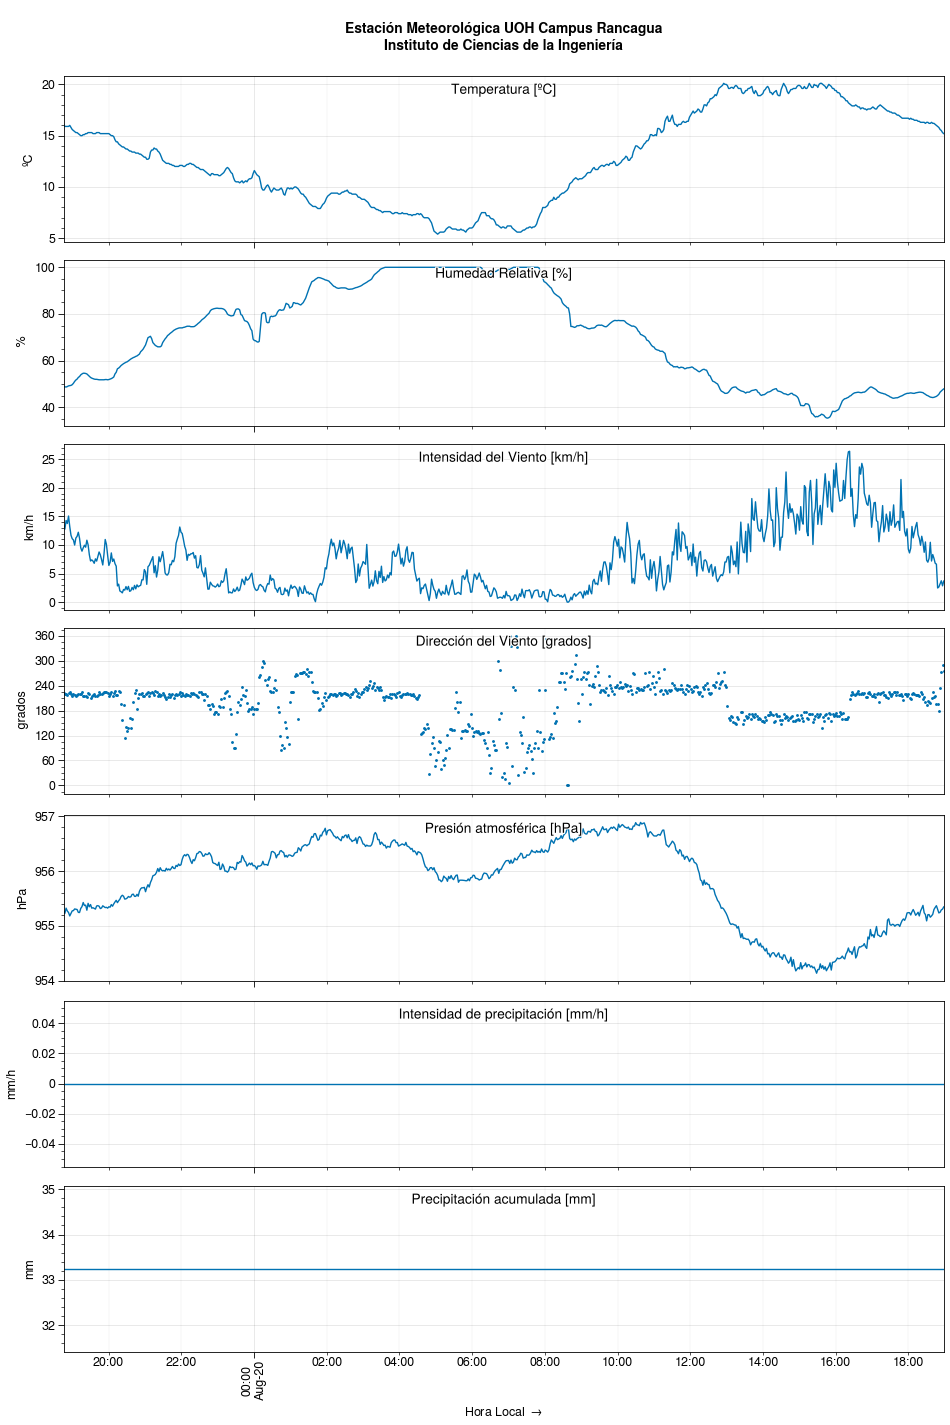 Estación Meteorológica UOH Campus Rancagua
Instituto de Ciencias de la Ingeniería
Temperatura [ºC]
ºC
20
15
10
5
Humedad Relativa [%]
%
100
80
60
40
Intensidad del Viento [km/h]
km/h
25
20
15
10
5
0
Dirección del Viento [grados]
grados
360
300
240
180
120
60
0
Presión atmosférica [hPa]
hPa
957
956
955
954
Intensidad de precipitación [mm/h]
mm/h
0.04
0.02
0
−0.02
−0.04
Precipitación acumulada [mm]
mm
35
34
33
32
20:00 22:00 00:00 02:00 04:00 06:00 08:00 10:00 12:00 14:00 16:00 18:00
Aug-20
Hora Local →